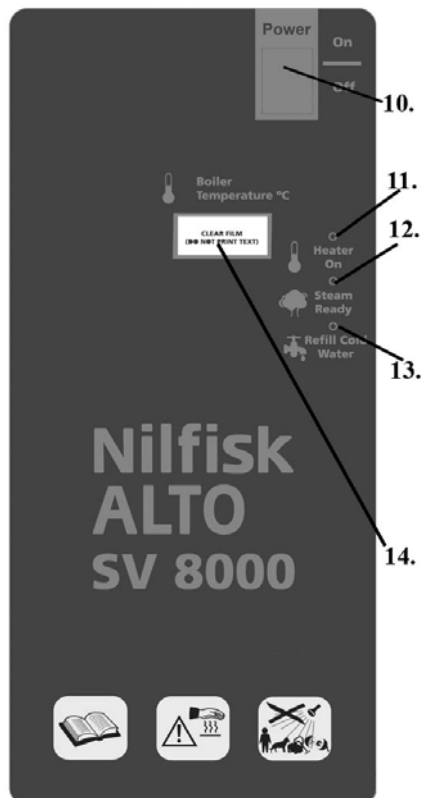 Power
On
Off
10.
Boiler
Temperature ºC
CLEAR FILM
(DO NOT PRINT TEXT)
11.
Heater
On
12.
Steam
Ready
Refill Cold
Water
13.
Nilfisk
ALTO
SV 8000
14.